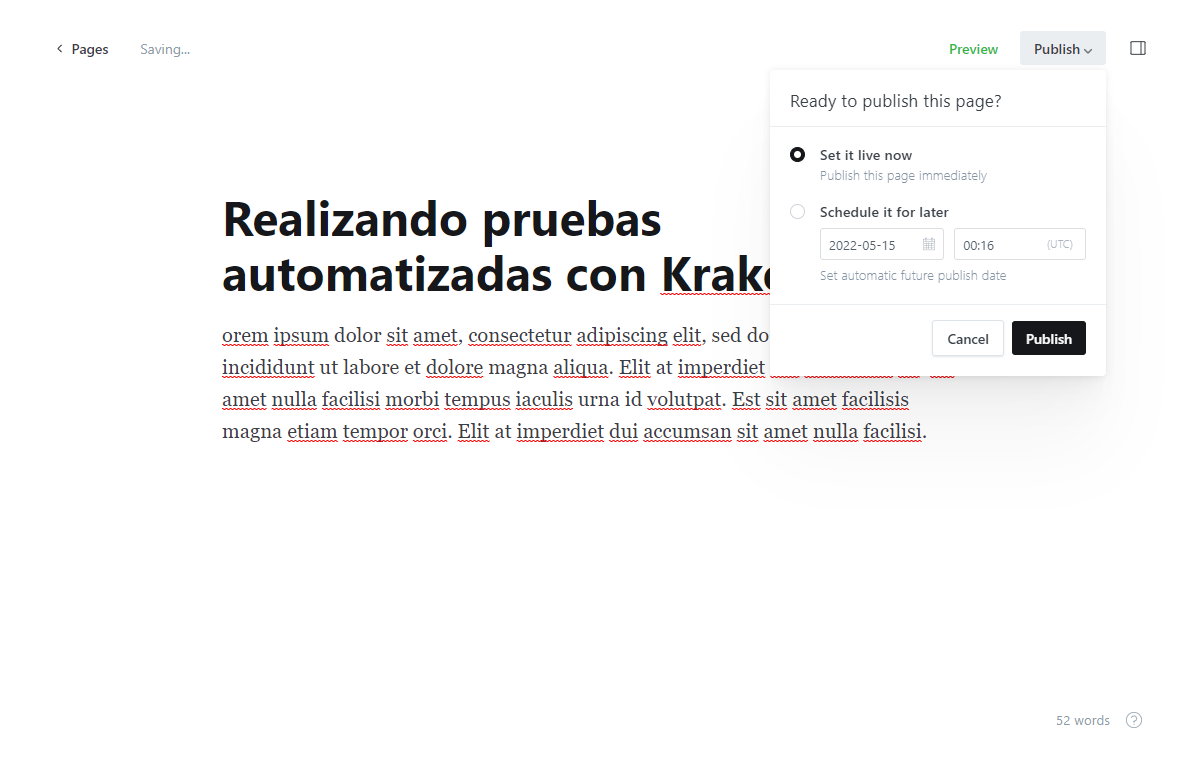 Pages Saving... Preview Publish
Ready to publish this page?
Set it live now
Publish this page immediately
Schedule it for later
2022-05-15 00:16 (UTC)
Set automatic future publish date
Cancel Publish
Realizando pruebas
automatizadas con
orem ipsum dolor sit amet, consectetur adipiscing elit, sed do
incididunt ut labore et dolore magna aliqua. Elit at imperdiet
amet nulla facilisi morbi tempus iaculis urna id volutpat. Est sit amet facilisis
magna etiam tempor orci. Elit at imperdiet dui accumsan sit amet nulla facilisi.
52 words